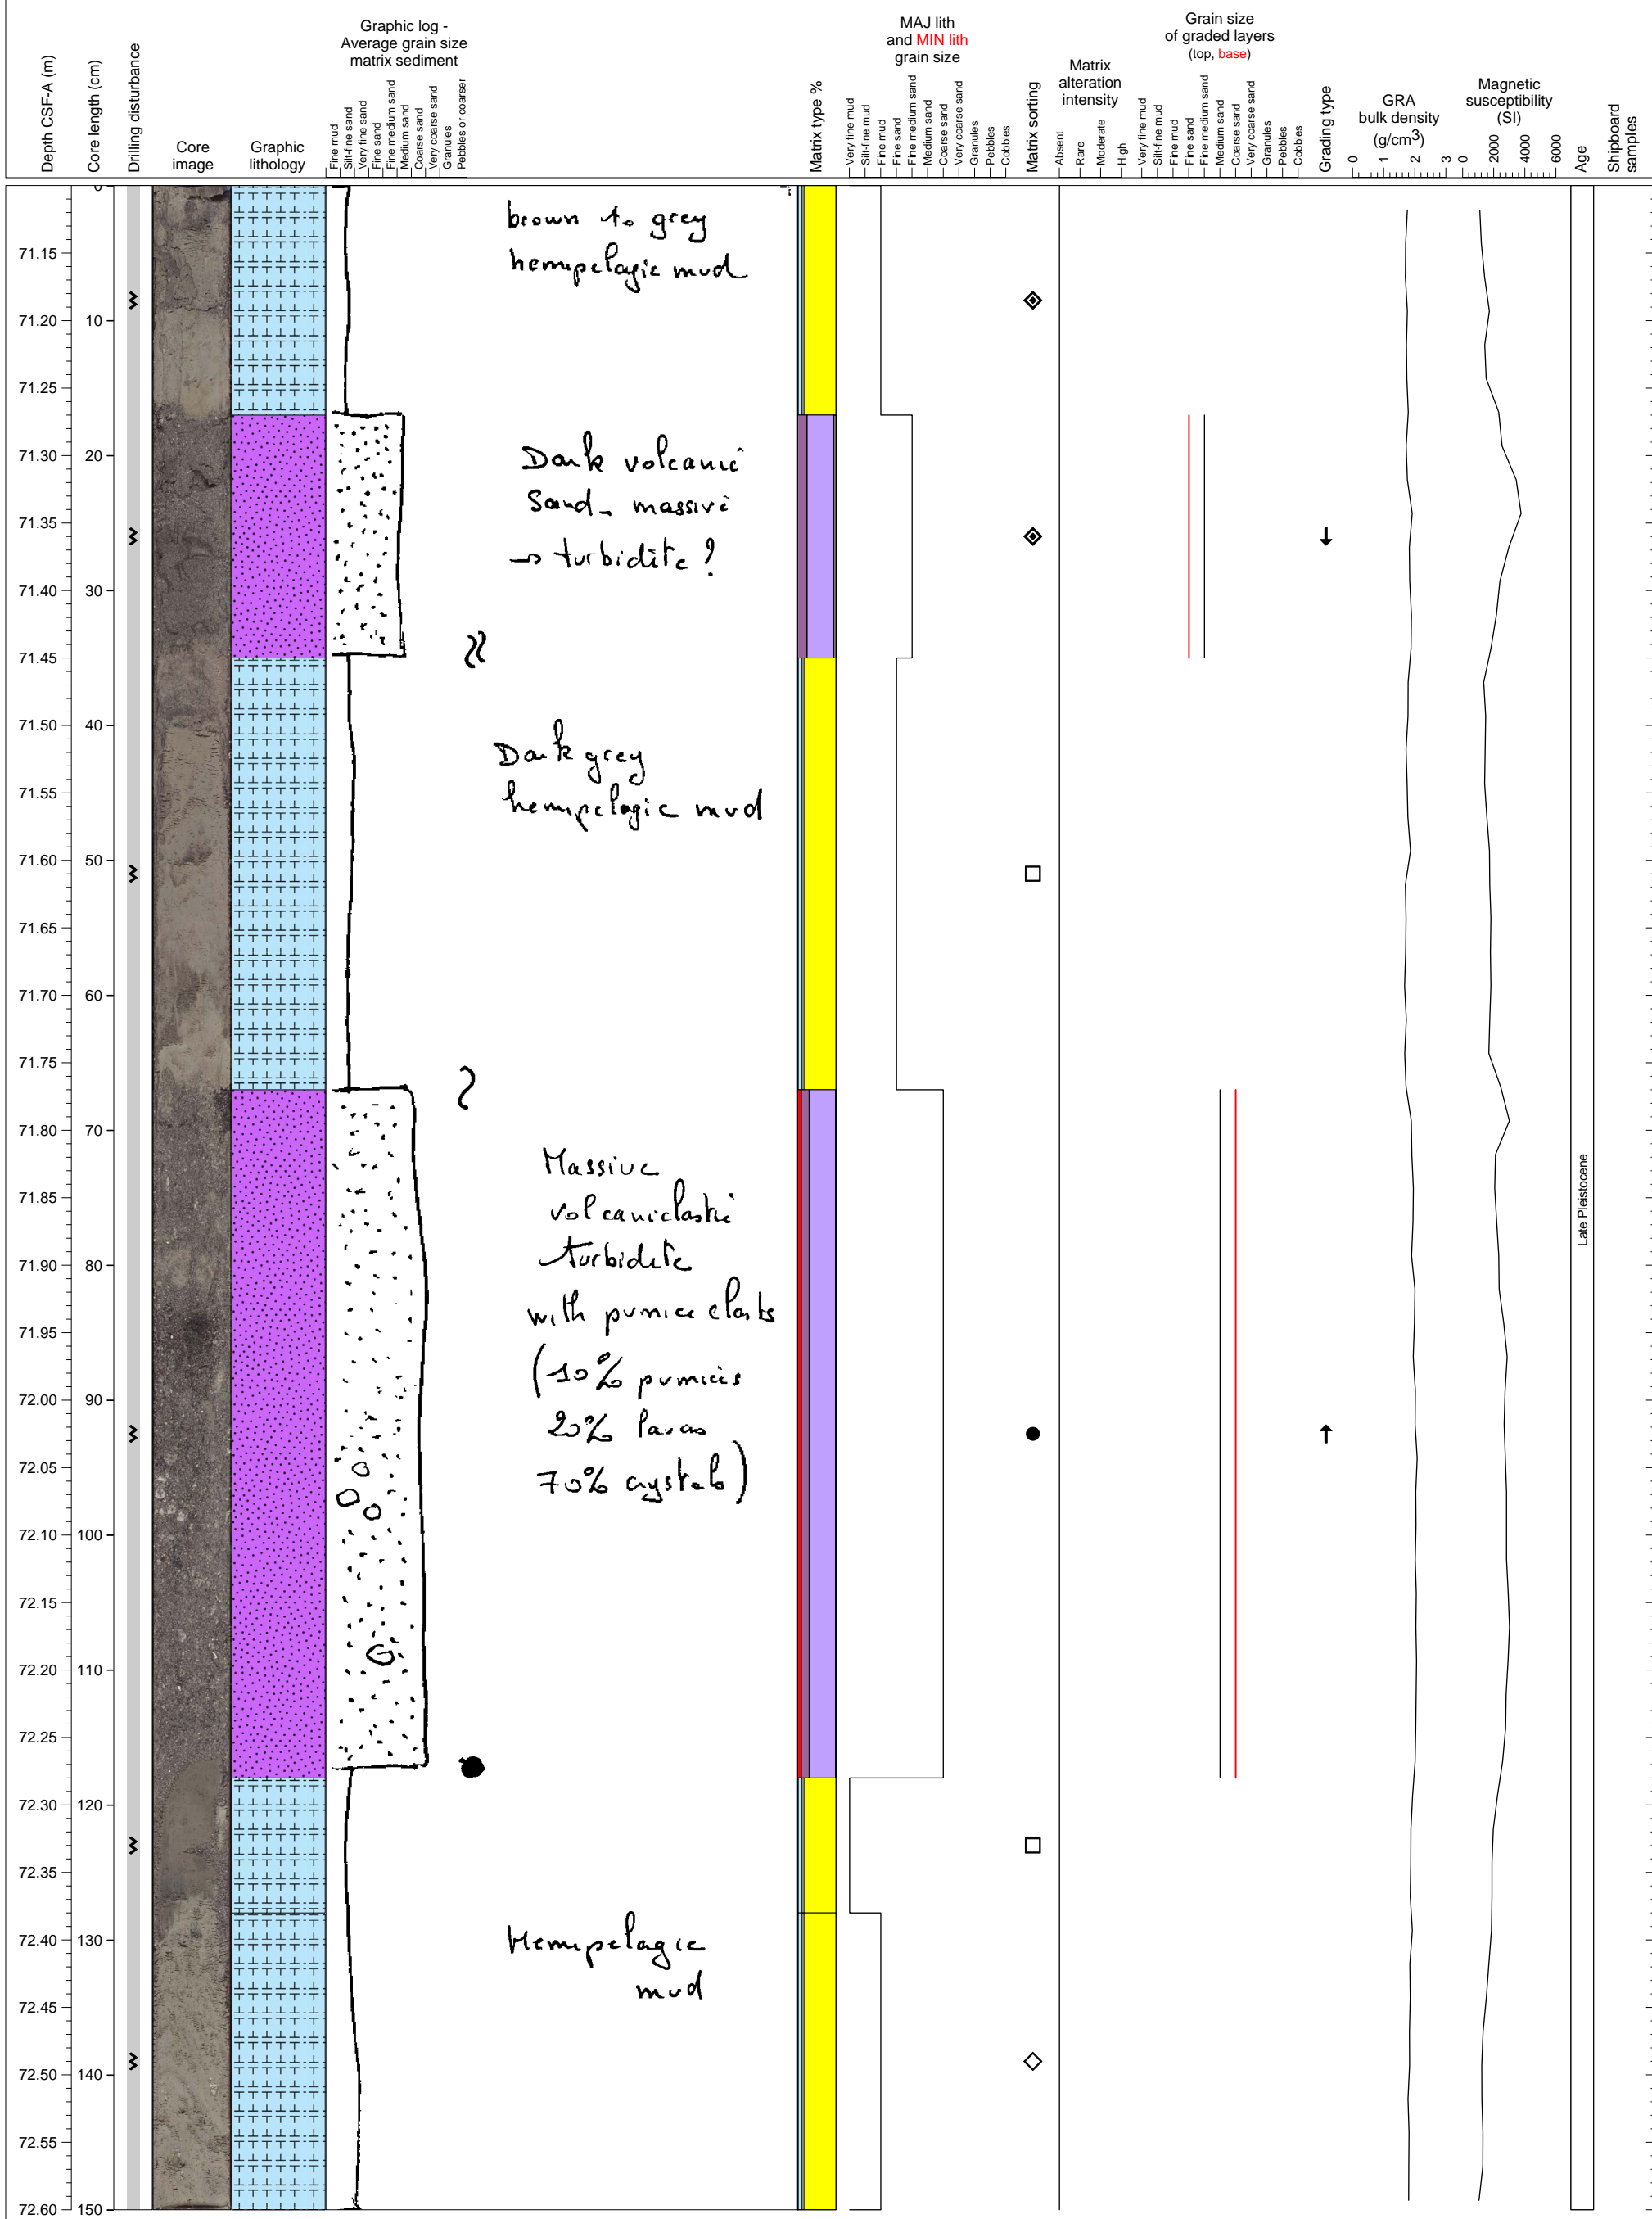 Depth CSF-A (m)
Core length (cm)
Drilling disturbance
Core
image
Graphic
lithology
Graphic log -
Average grain size
matrix sediment
Fine mud
Silt-fine sand
Very fine sand
Fine sand
Fine medium sand
Medium sand
Coarse sand
Very coarse sand
Granules
Pebbles or coarser
Matrix type %
MAJ lith
and MIN lith
grain size
Very fine mud
Silt-fine mud
Fine mud
Fine sand
Fine medium sand
Medium sand
Coarse sand
Very coarse sand
Granules
Pebbles
Cobbles
Matrix sorting
Matrix
alteration
intensity
Absent
Rare
Moderate
High
Grain size
of graded layers
(top, base)
Very fine mud
Silt-fine mud
Fine mud
Fine sand
Fine medium sand
Medium sand
Coarse sand
Very coarse sand
Granules
Pebbles
Cobbles
Grading type
GRA
bulk density
(g/cm3)
0 1 2 3
Magnetic
susceptibility
(SI)
0 2000 4000 6000
Age
Shipboard
samples
71.15
71.20
71.25
71.30
71.35
71.40
71.45
71.50
71.55
71.60
71.65
71.70
71.75
71.80
71.85
71.90
71.95
72.00
72.05
72.10
72.15
72.20
72.25
72.30
72.35
72.40
72.45
72.50
72.55
72.60
0
10
20
30
40
50
60
70
80
90
100
110
120
130
140
150
brown to grey
hemipelagic mud
Dark volcanic
Sand - massive
→ turbidite ?
Dark grey
hemipelagic mud
Massive
volcaniclastic
turbidite
with pumice clasts
(10% pumices
20% lavas
70% crystals)
Hemipelagic
mud
Late Pleistocene